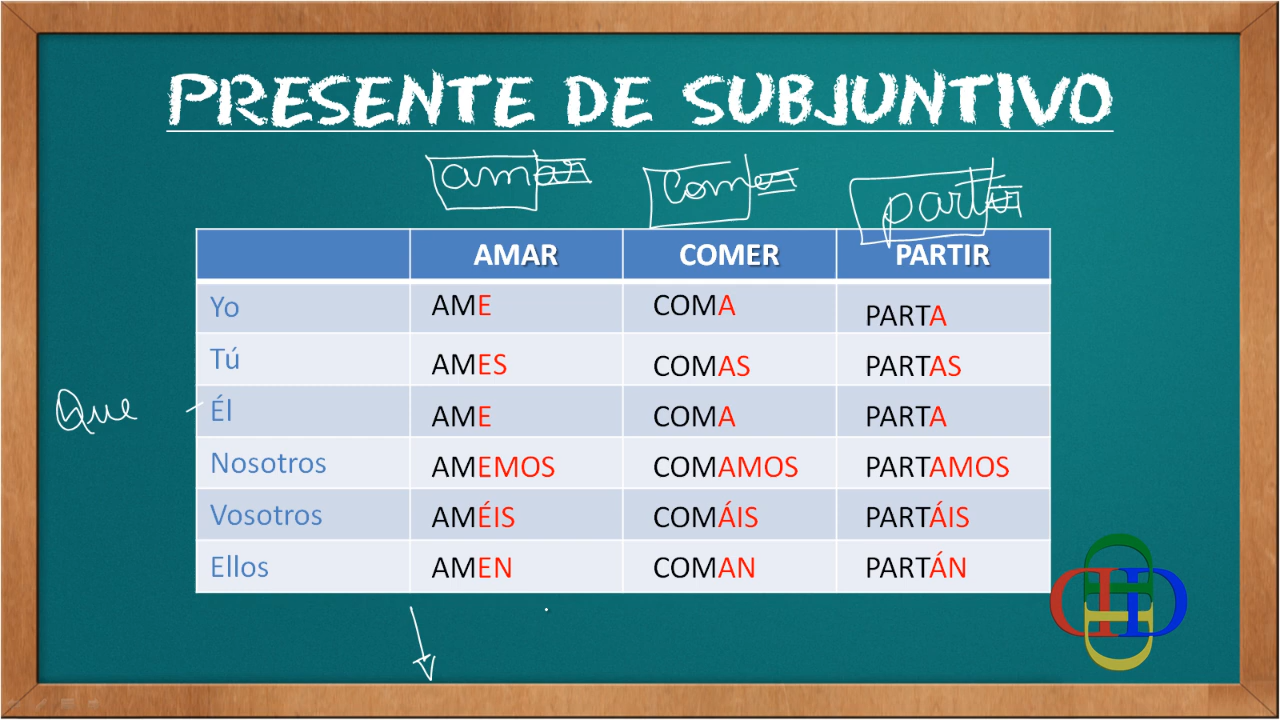 PRESENTE DE SUBJUNTIVO
amar comer partir
AMAR COMER PARTIR
Yo AME COMA PARTA
Tú AMES COMAS PARTAS
Que Él AME COMA PARTA
Nosotros AMEMOS COMAMOS PARTAMOS
Vosotros AMÉIS COMÁIS PARTÁIS
Ellos AMEN COMAN PARTÁN